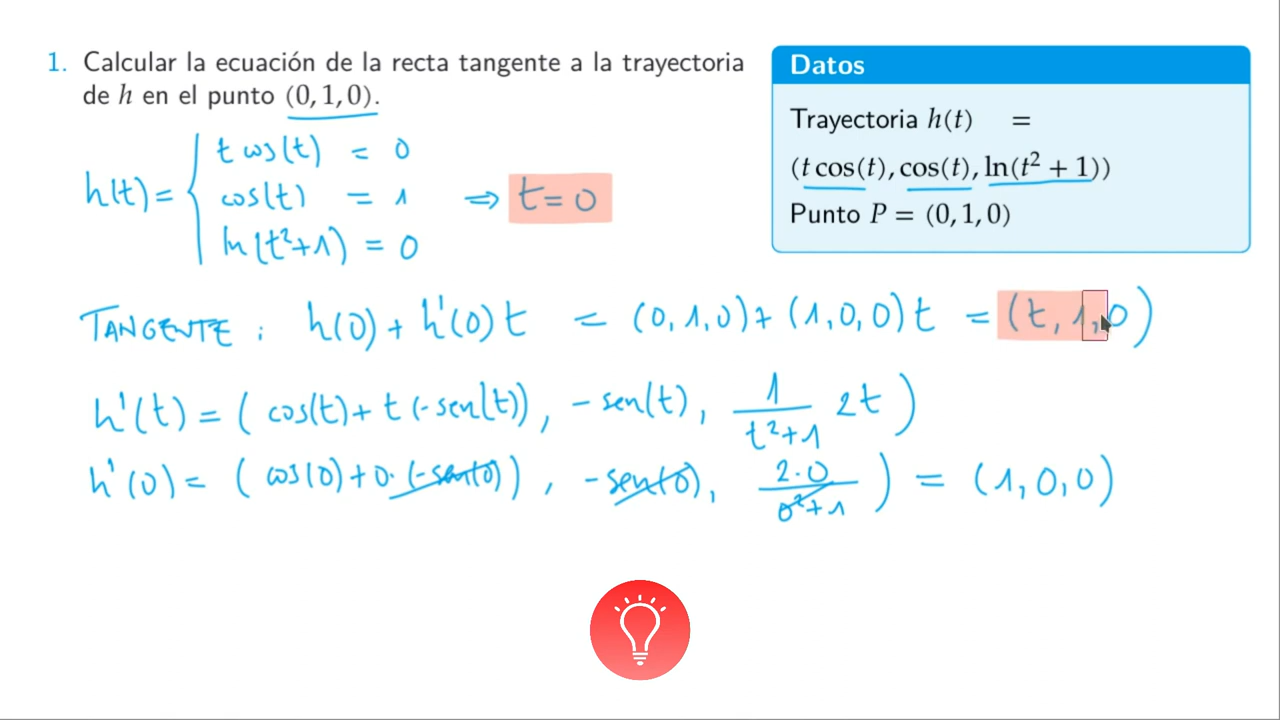 1. Calcular la ecuación de la recta tangente a la trayectoria
de h en el punto (0, 1, 0).
Datos
Trayectoria h(t) =
(t cos(t), cos(t), ln(t² + 1))
Punto P = (0, 1, 0)
t cos(t) = 0
h(t) = { cos(t) = 1 ⇒ t = 0
ln(t²+1) = 0
TANGENTE : h(0) + h'(0) t = (0,1,0) + (1,0,0) t = (t, 1, 0)
h'(t) = ( cos(t) + t (-sen(t)) , - sen(t) , 1/(t²+1) 2t )
h'(0) = ( cos(0) + 0· (-sen(0)) , - sen(0) , 2·0/(0²+1) ) = (1,0,0)